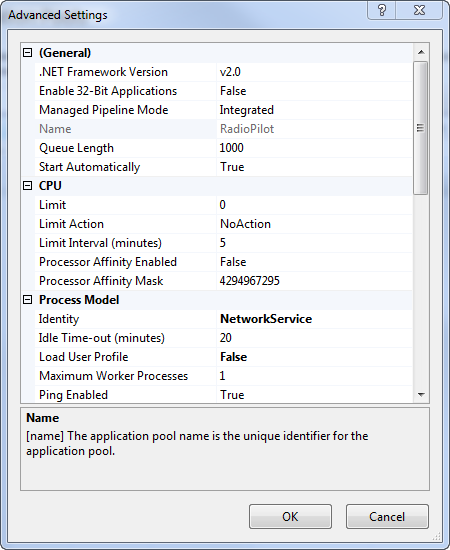 Advanced Settings
(General)
.NET Framework Version v2.0
Enable 32-Bit Applications False
Managed Pipeline Mode Integrated
Name RadioPilot
Queue Length 1000
Start Automatically True
CPU
Limit 0
Limit Action NoAction
Limit Interval (minutes) 5
Processor Affinity Enabled False
Processor Affinity Mask 4294967295
Process Model
Identity NetworkService
Idle Time-out (minutes) 20
Load User Profile False
Maximum Worker Processes 1
Ping Enabled True
Name
[name] The application pool name is the unique identifier for the
application pool.
OK Cancel